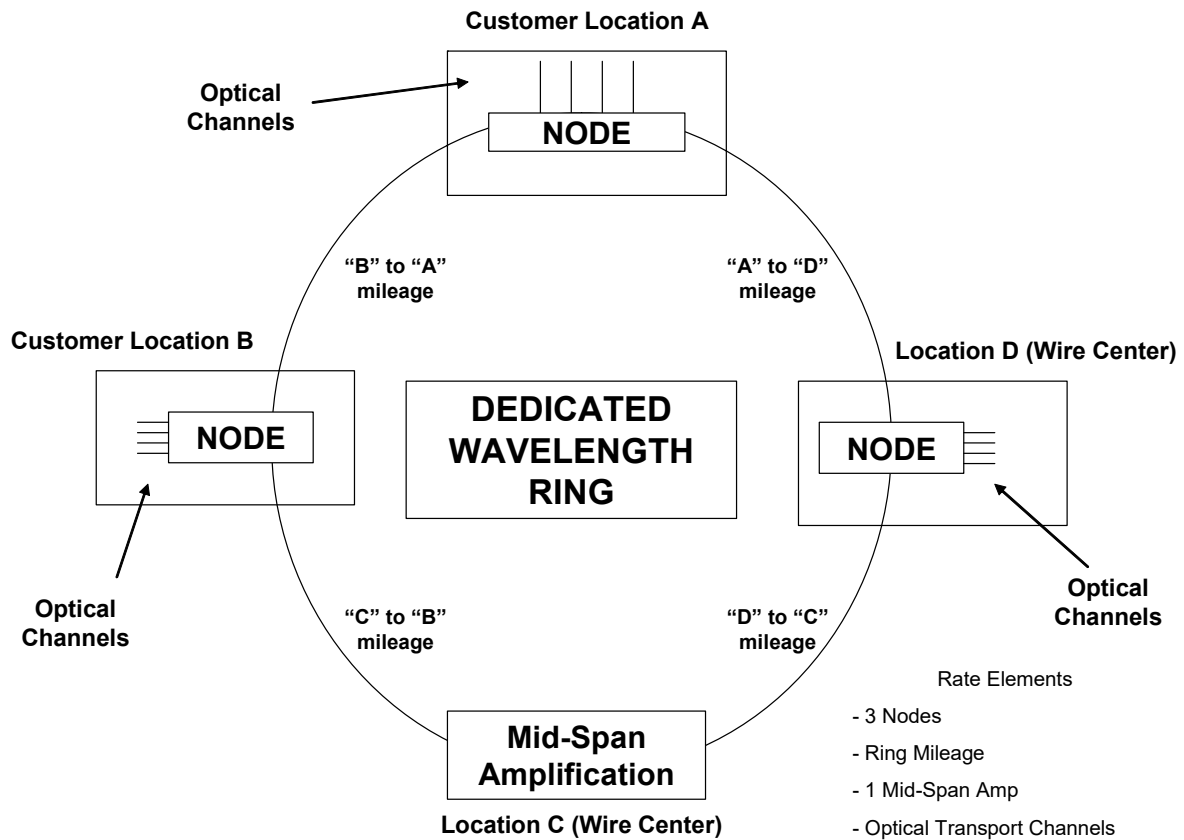 Customer Location A
Optical
Channels
NODE
“B” to “A”
mileage
“A” to “D”
mileage
Customer Location B
Location D (Wire Center)
NODE
DEDICATED
WAVELENGTH
RING
NODE
Optical
Channels
“C” to “B”
mileage
“D” to “C”
mileage
Optical
Channels
Mid-Span
Amplification
Location C (Wire Center)
Rate Elements
- 3 Nodes
- Ring Mileage
- 1 Mid-Span Amp
- Optical Transport Channels